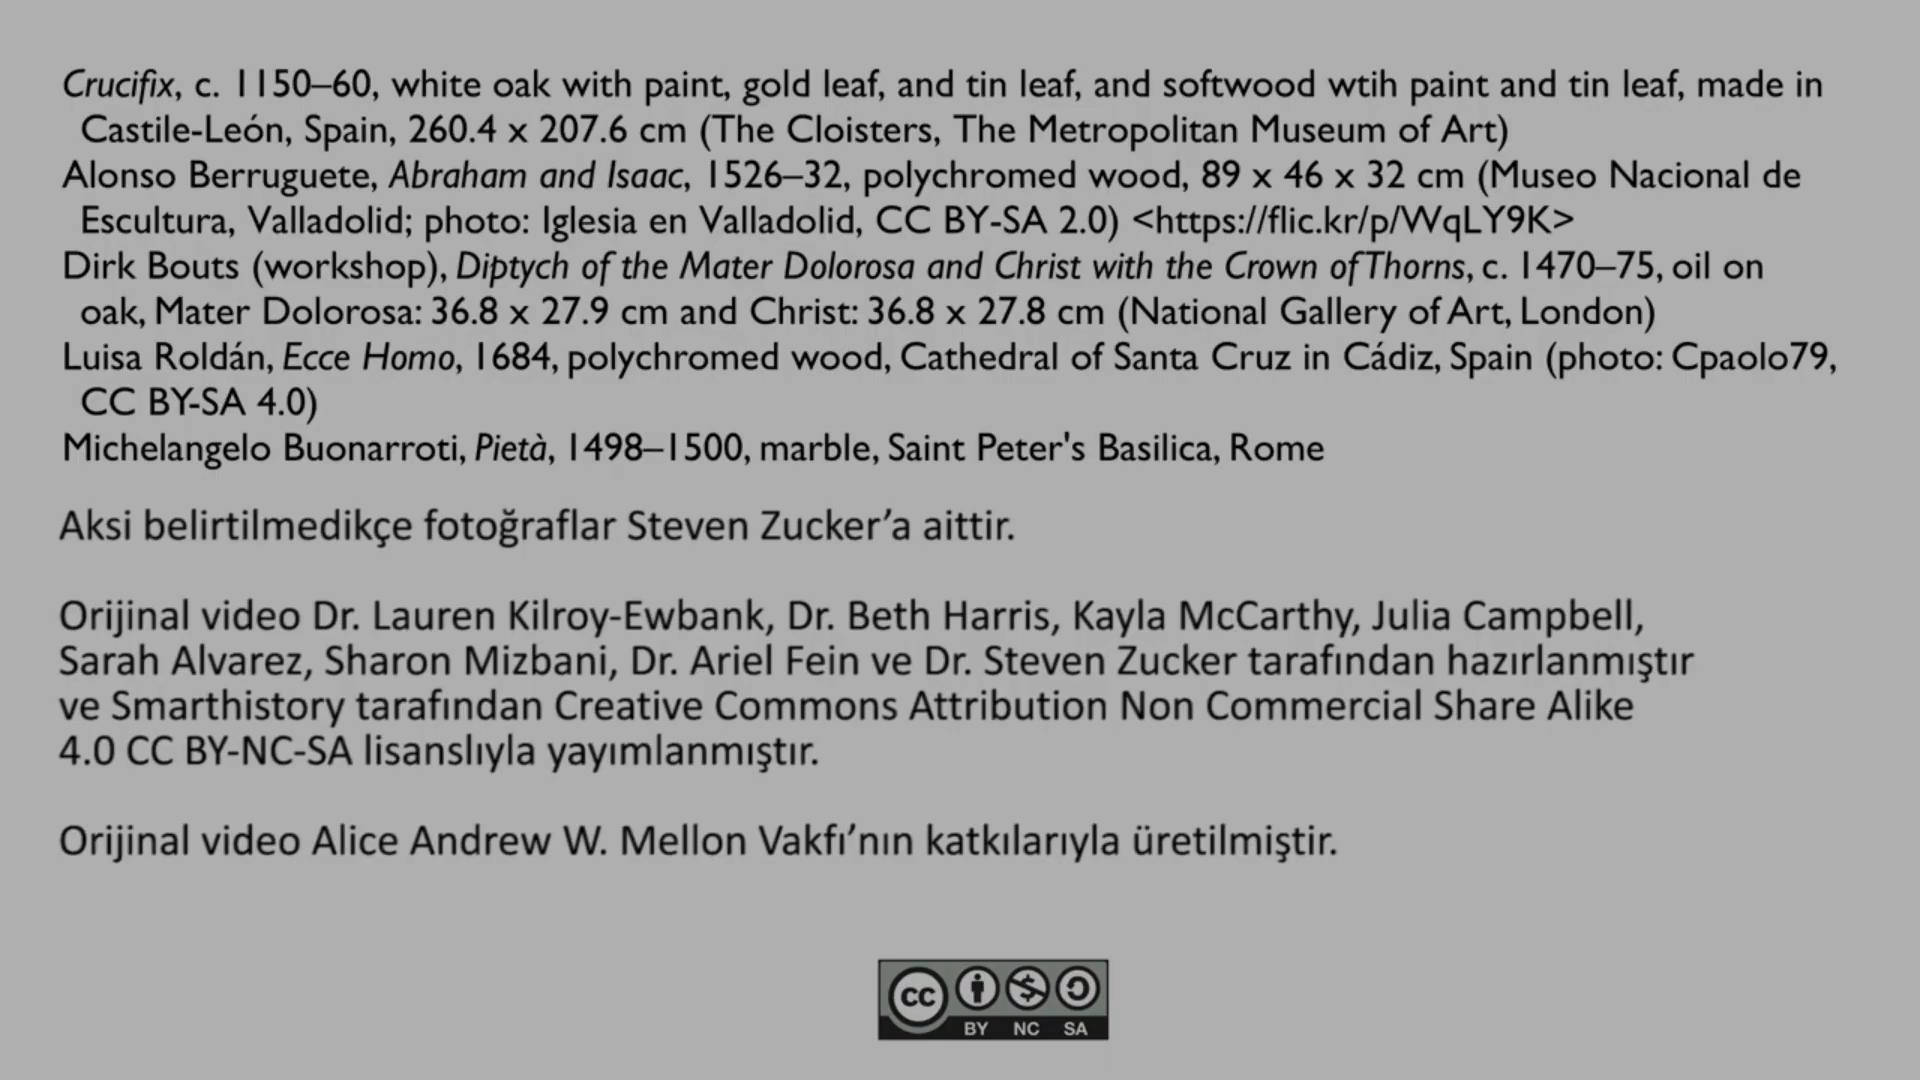 Crucifix, c. 1150–60, white oak with paint, gold leaf, and tin leaf, and softwood wtih paint and tin leaf, made in
Castile-León, Spain, 260.4 x 207.6 cm (The Cloisters, The Metropolitan Museum of Art)
Alonso Berruguete, Abraham and Isaac, 1526–32, polychromed wood, 89 x 46 x 32 cm (Museo Nacional de
Escultura, Valladolid; photo: Iglesia en Valladolid, CC BY-SA 2.0) <https://flic.kr/p/WqLY9K>
Dirk Bouts (workshop), Diptych of the Mater Dolorosa and Christ with the Crown of Thorns, c. 1470–75, oil on
oak, Mater Dolorosa: 36.8 x 27.9 cm and Christ: 36.8 x 27.8 cm (National Gallery of Art, London)
Luisa Roldán, Ecce Homo, 1684, polychromed wood, Cathedral of Santa Cruz in Cádiz, Spain (photo: Cpaolo79,
CC BY-SA 4.0)
Michelangelo Buonarroti, Pietà, 1498–1500, marble, Saint Peter's Basilica, Rome
Aksi belirtilmedikçe fotoğraflar Steven Zucker’a aittir.
Orijinal video Dr. Lauren Kilroy-Ewbank, Dr. Beth Harris, Kayla McCarthy, Julia Campbell,
Sarah Alvarez, Sharon Mizbani, Dr. Ariel Fein ve Dr. Steven Zucker tarafından hazırlanmıştır
ve Smarthistory tarafından Creative Commons Attribution Non Commercial Share Alike
4.0 CC BY-NC-SA lisanslıyla yayımlanmıştır.
Orijinal video Alice Andrew W. Mellon Vakfı’nın katkılarıyla üretilmiştir.
cc
BY NC SA